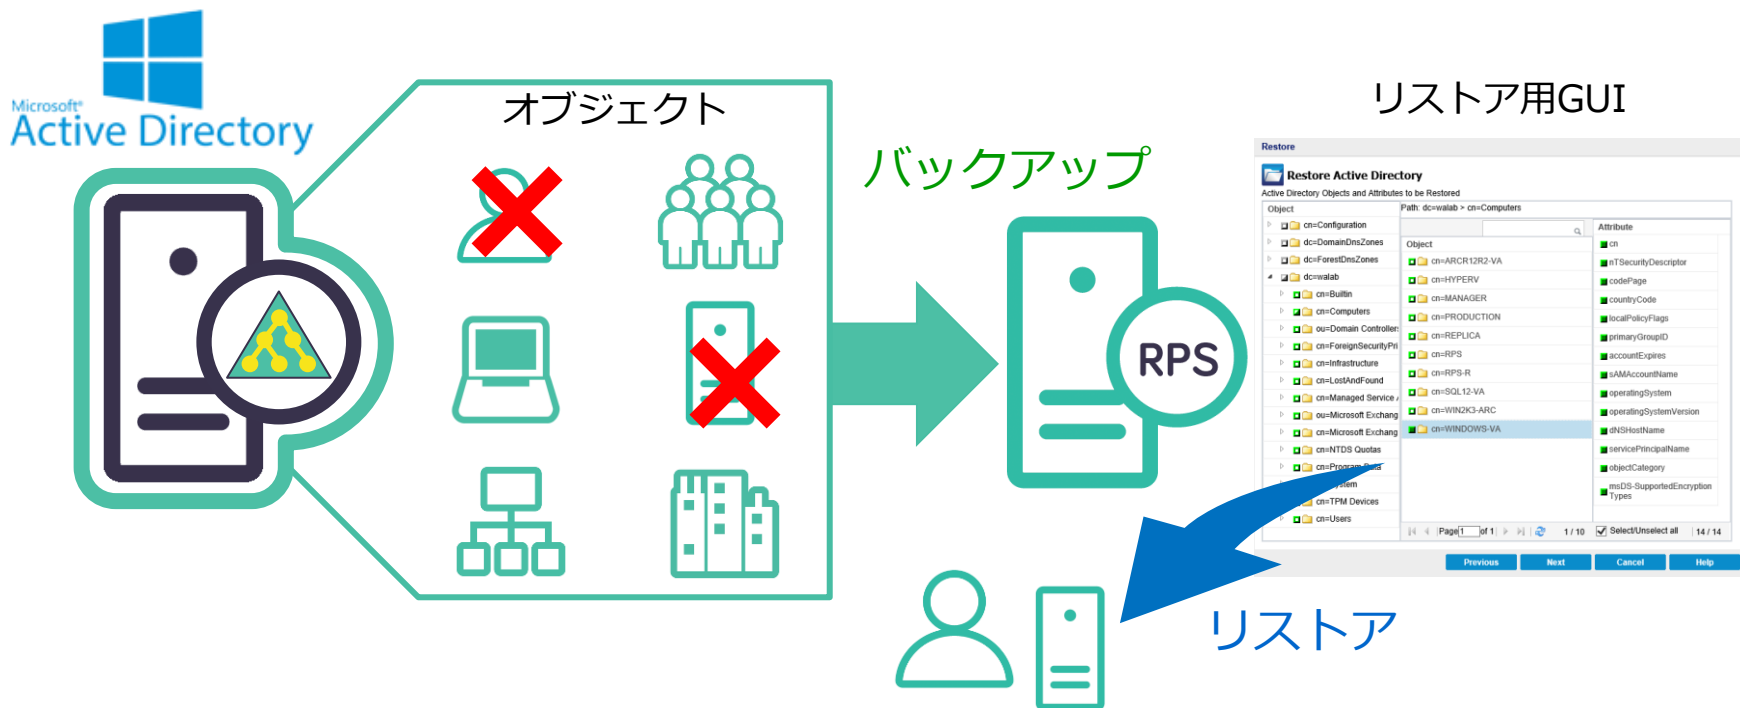 Microsoft®
Active Directory
オブジェクト
バックアップ
RPS
リストア用GUI
Restore
Restore Active Directory
Active Directory Objects and Attributes to be Restored
Object
cn=Configuration
dc=DomainDnsZones
dc=ForestDnsZones
dc=walab
cn=Builtin
cn=Computers
ou=Domain Controllers
cn=ForeignSecurityPri
cn=Infrastructure
cn=LostAndFound
cn=Managed Service
ou=Microsoft Exchang
cn=Microsoft Exchang
cn=NTDS Quotas
cn=Program Data
cn=TPM Devices
cn=Users
Path: dc=walab > cn=Computers
Object
cn=ARCR12R2-VA
cn=HYPERV
cn=MANAGER
cn=PRODUCTION
cn=REPLICA
cn=RPS
cn=RPS-R
cn=SQL12-VA
cn=WIN2K3-ARC
cn=WINDOWS-VA
Attribute
cn
nTSecurityDescriptor
codePage
countryCode
localPolicyFlags
primaryGroupID
accountExpires
sAMAccountName
operatingSystem
operatingSystemVersion
dNSHostName
servicePrincipalName
objectCategory
msDS-SupportedEncryption
Types
Page 1 of 1 1 / 10 Select/Unselect all 14 / 14
Previous Next Cancel Help
リストア